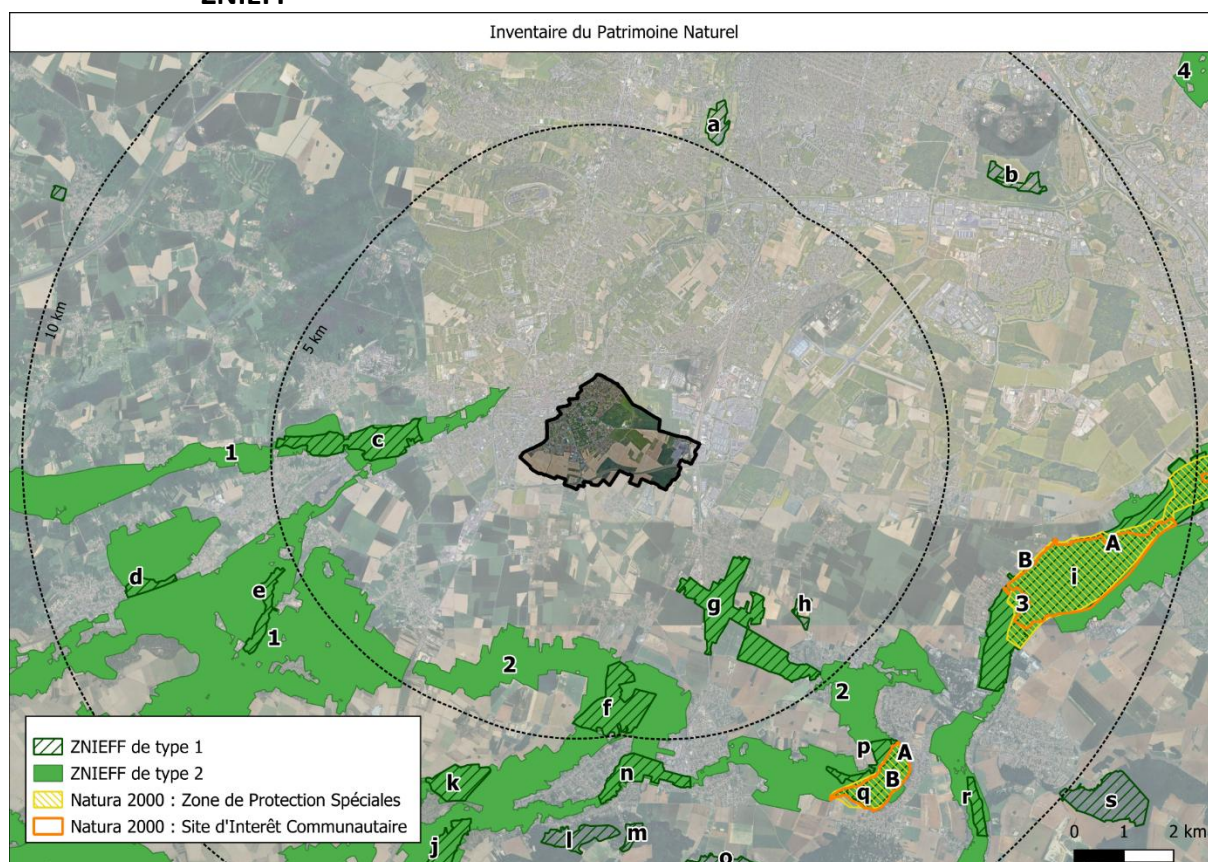 ZNIEFF
Inventaire du Patrimoine Naturel
4
a
b
10 km
5 km
1
c
d
e
1
g
h
B
A
i
3
2
2
f
p
A
B
q
k
n
r
s
j
l
m
o
ZNIEFF de type 1
ZNIEFF de type 2
Natura 2000 : Zone de Protection Spéciales
Natura 2000 : Site d'Interêt Communautaire
0 1 2 km